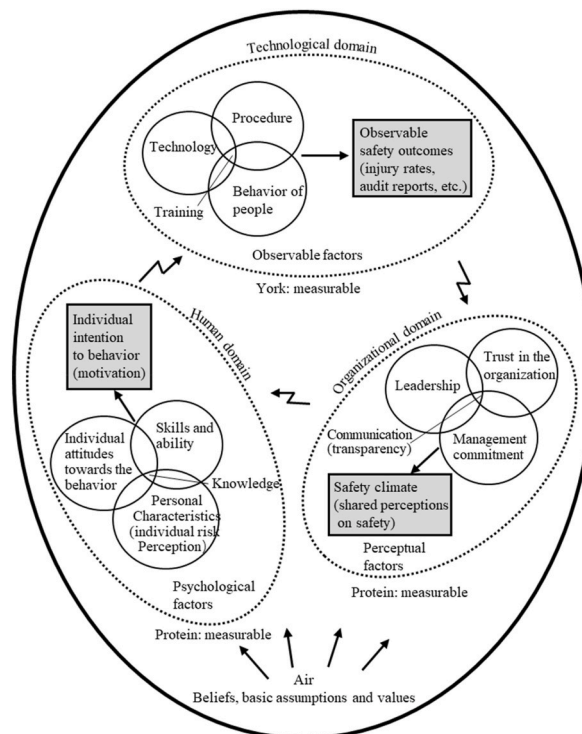 Technological domain
Procedure
Technology
Behavior of
people
Training
Observable
safety outcomes
(injury rates,
audit reports, etc.)
Observable factors
York: measurable
Human domain
Individual
intention
to behavior
(motivation)
Skills and
ability
Individual
attitudes
towards the
behavior
Knowledge
Personal
Characteristics
(individual risk
Perception)
Psychological
factors
Protein: measurable
Organizational domain
Trust in the
organization
Leadership
Communication
(transparency)
Management
commitment
Safety climate
(shared perceptions
on safety)
Perceptual
factors
Protein: measurable
Air
Beliefs, basic assumptions and values